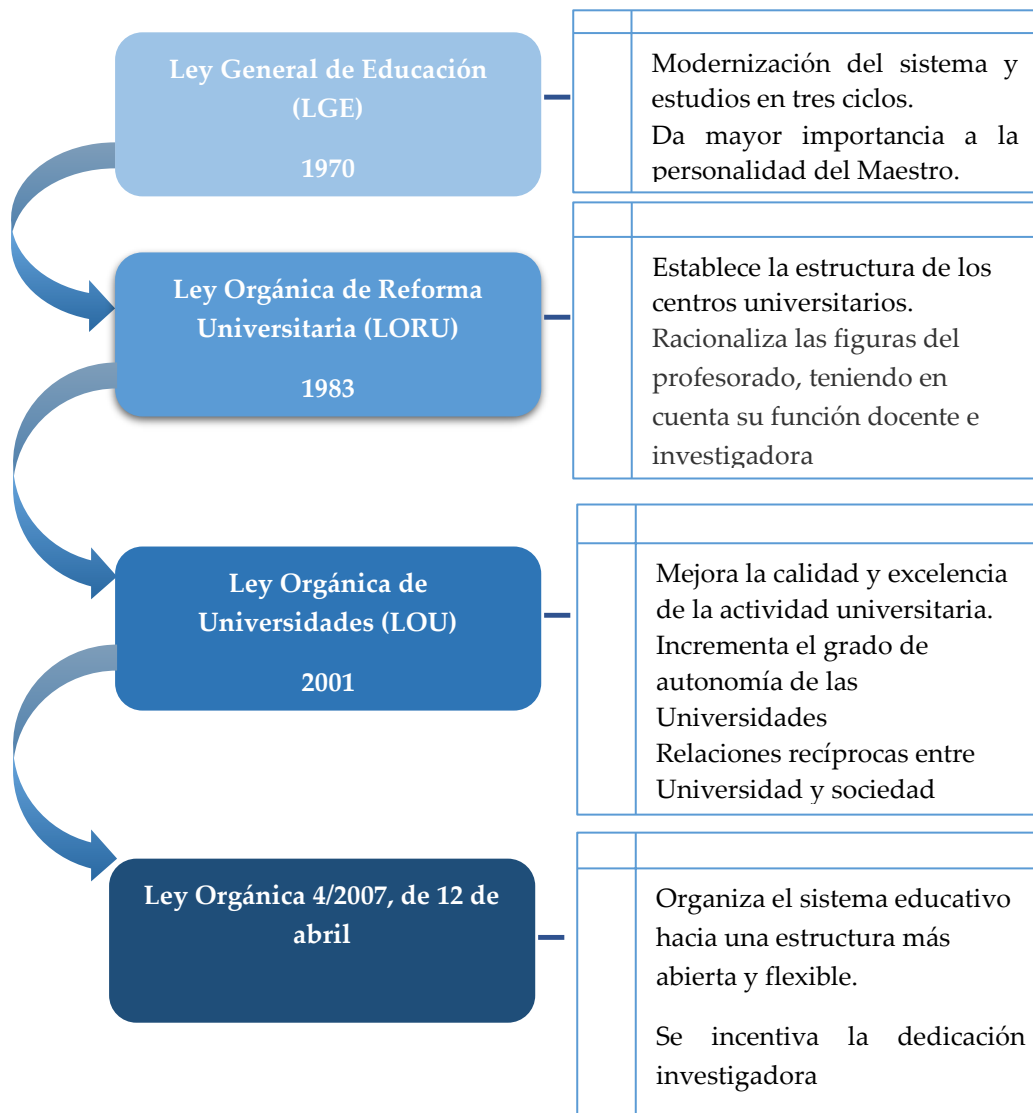 Ley General de Educación
(LGE)
1970
Modernización del sistema y
estudios en tres ciclos.
Da mayor importancia a la
personalidad del Maestro.
Ley Orgánica de Reforma
Universitaria (LORU)
1983
Establece la estructura de los
centros universitarios.
Racionaliza las figuras del
profesorado, teniendo en
cuenta su función docente e
investigadora
Ley Orgánica de
Universidades (LOU)
2001
Mejora la calidad y excelencia
de la actividad universitaria.
Incrementa el grado de
autonomía de las
Universidades
Relaciones recíprocas entre
Universidad y sociedad
Ley Orgánica 4/2007, de 12 de
abril
Organiza el sistema educativo
hacia una estructura más
abierta y flexible.
Se incentiva la dedicación
investigadora